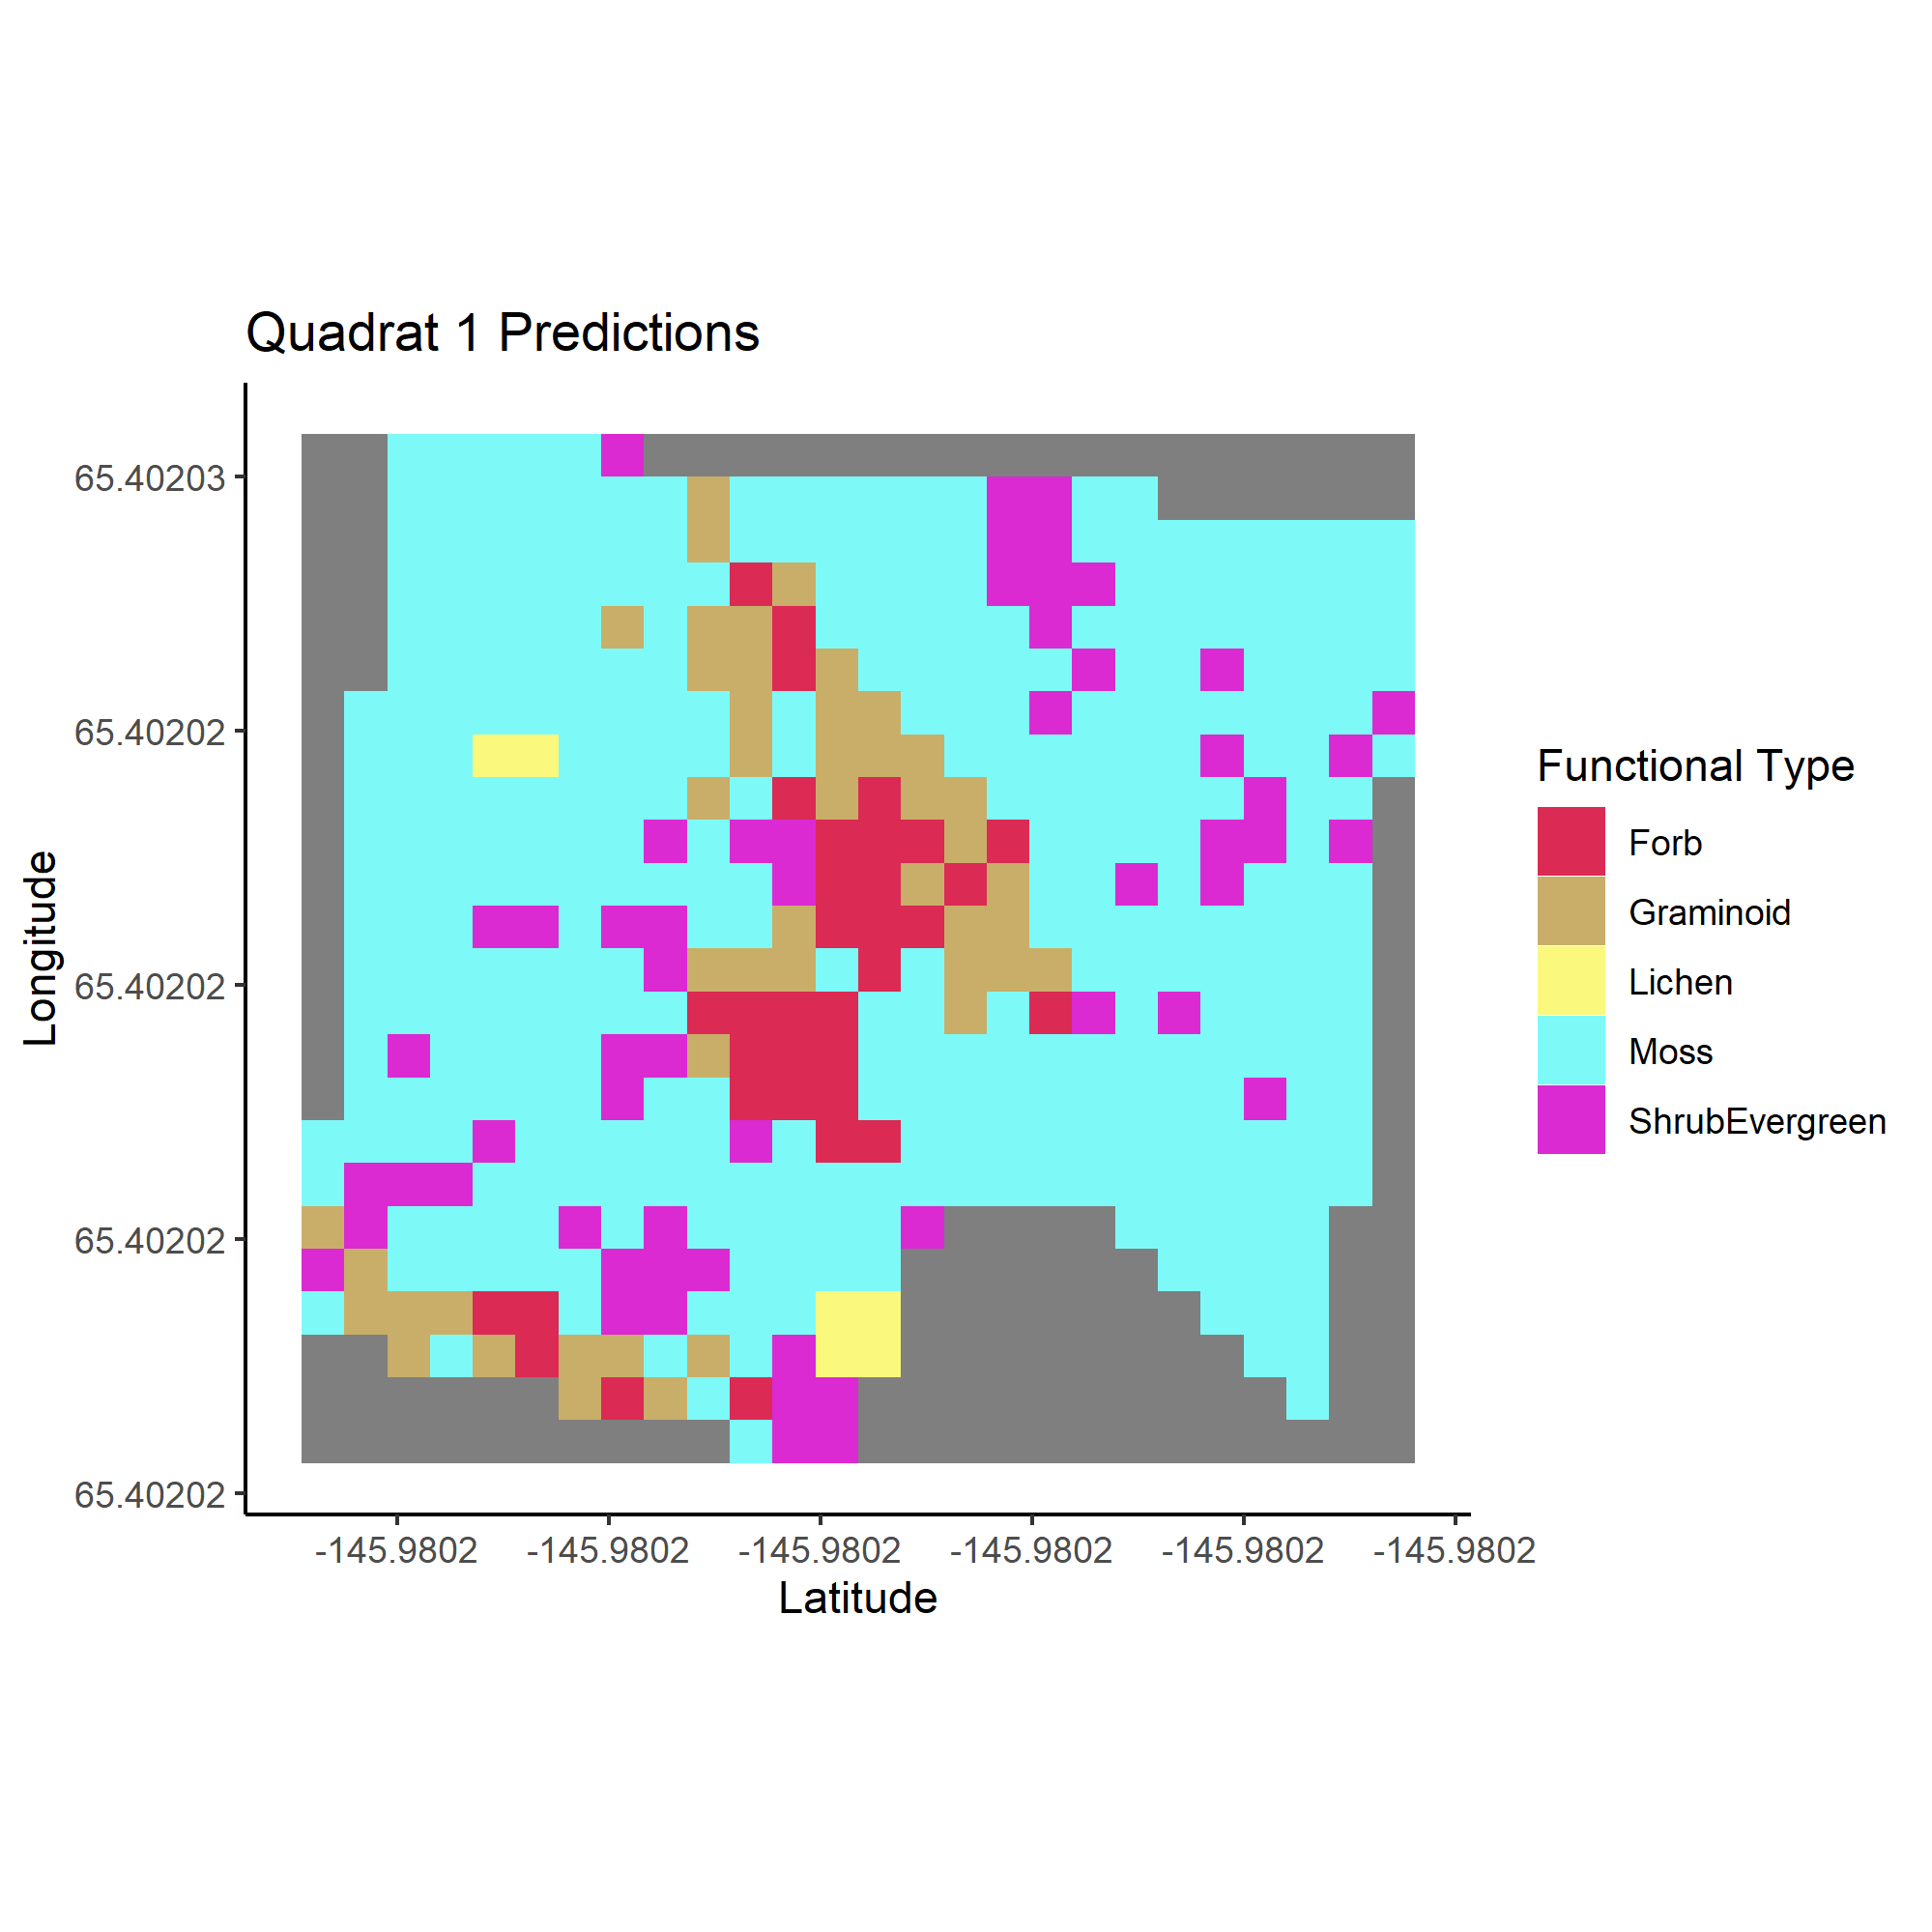 Quadrat 1 Predictions
65.40203
65.40202
65.40202
65.40202
65.40202
Longitude
-145.9802 -145.9802 -145.9802 -145.9802 -145.9802 -145.9802
Latitude
Functional Type
Forb
Graminoid
Lichen
Moss
ShrubEvergreen